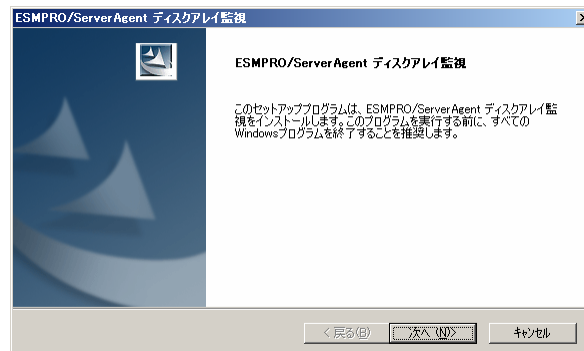 ESMPRO/ServerAgent ディスクアレイ監視
ESMPRO/ServerAgent ディスクアレイ監視
このセットアッププログラムは、ESMPRO/ServerAgent ディスクアレイ監
視をインストールします。このプログラムを実行する前に、すべての
Windowsプログラムを終了することを推奨します。
< 戻る(B) 次へ (N)> キャンセル